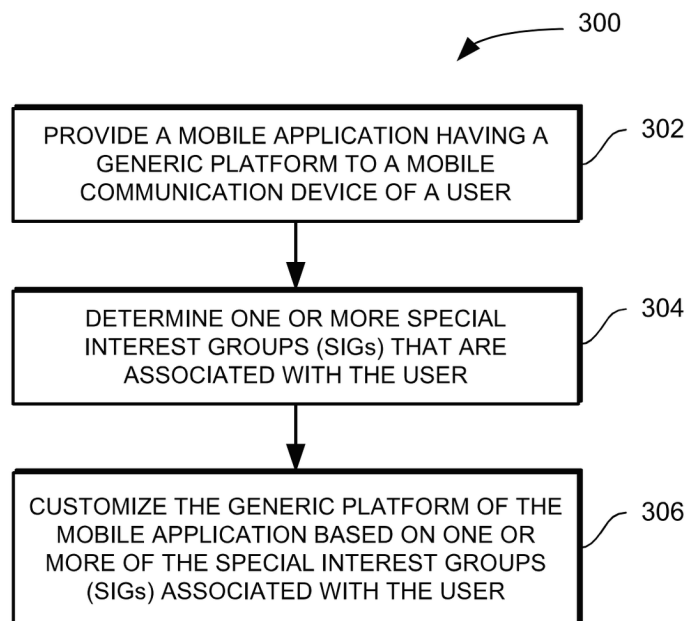 300
PROVIDE A MOBILE APPLICATION HAVING A
GENERIC PLATFORM TO A MOBILE
COMMUNICATION DEVICE OF A USER
302
DETERMINE ONE OR MORE SPECIAL
INTEREST GROUPS (SIGs) THAT ARE
ASSOCIATED WITH THE USER
304
CUSTOMIZE THE GENERIC PLATFORM OF THE
MOBILE APPLICATION BASED ON ONE OR
MORE OF THE SPECIAL INTEREST GROUPS
(SIGs) ASSOCIATED WITH THE USER
306